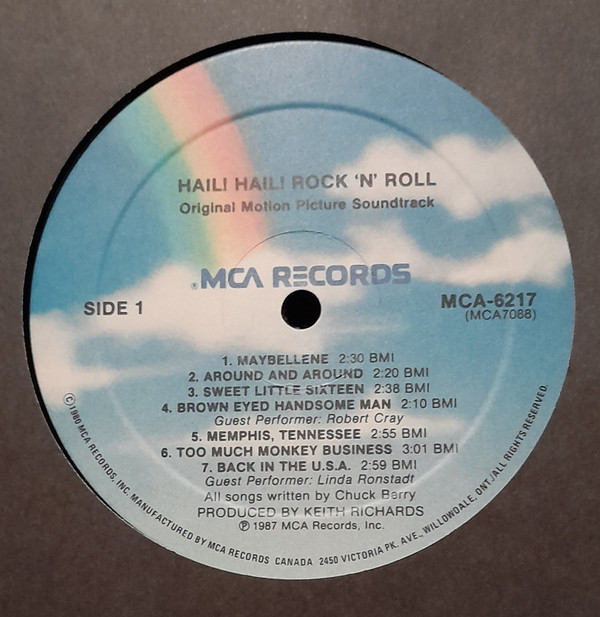 HAIL! HAIL! ROCK 'N' ROLL
Original Motion Picture Soundtrack
® MCA RECORDS
SIDE 1
MCA-6217
(MCA7088)
1. MAYBELLENE 2:30 BMI
2. AROUND AND AROUND 2:20 BMI
3. SWEET LITTLE SIXTEEN 2:38 BMI
4. BROWN EYED HANDSOME MAN 2:10 BMI
Guest Performer: Robert Cray
5. MEMPHIS, TENNESSEE 2:55 BMI
6. TOO MUCH MONKEY BUSINESS 3:01 BMI
7. BACK IN THE U.S.A. 2:59 BMI
Guest Performer: Linda Ronstadt
All songs written by Chuck Berry
PRODUCED BY KEITH RICHARDS
℗ 1987 MCA Records, Inc.
©1980 MCA RECORDS, INC. MANUFACTURED BY MCA RECORDS CANADA 2450 VICTORIA PK. AVE., WILLOWDALE, ONT./ALL RIGHTS RESERVED.